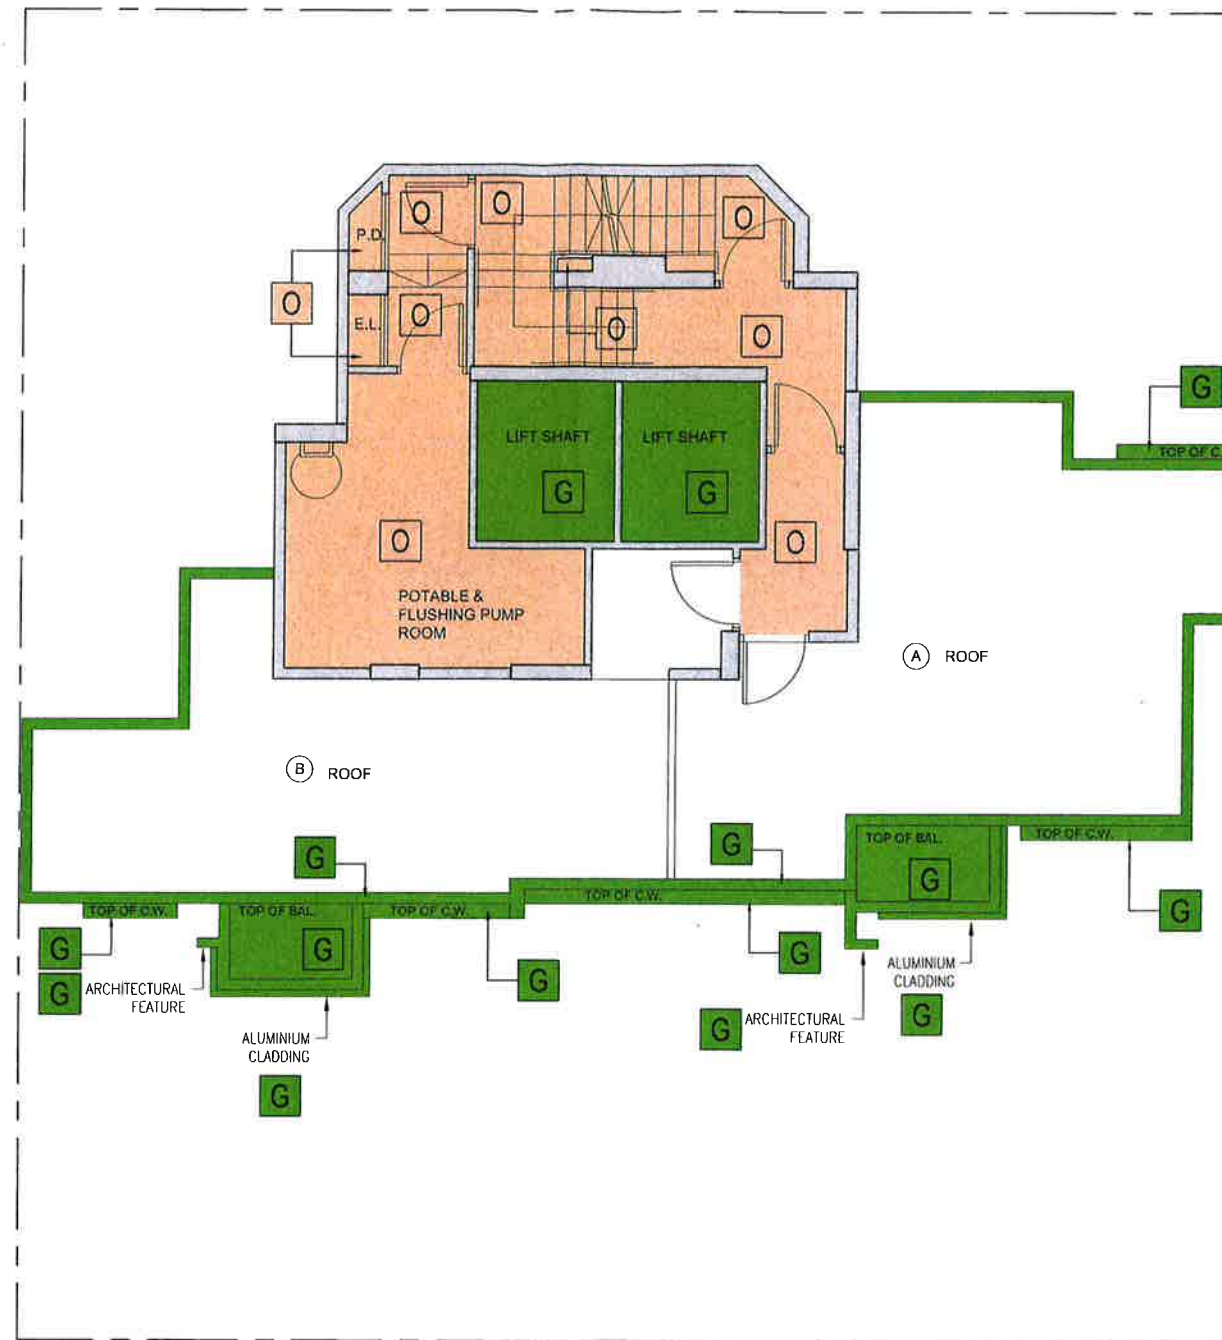 O
O
O
P.D.
O
E.L.
O
O
O
G
LIFT SHAFT
LIFT SHAFT
TOP OF C.
G
G
O
O
POTABLE &
FLUSHING PUMP
ROOM
A ROOF
B ROOF
G
G
TOP OF BAL.
TOP OF C.W.
G
TOP OF C.W.
TOP OF C.W.
TOP OF BAL.
TOP OF C.W.
G
G
G
G
G
G
ARCHITECTURAL
FEATURE
ALUMINIUM
CLADDING
G
ALUMINIUM
CLADDING
G
G
ARCHITECTURAL
FEATURE